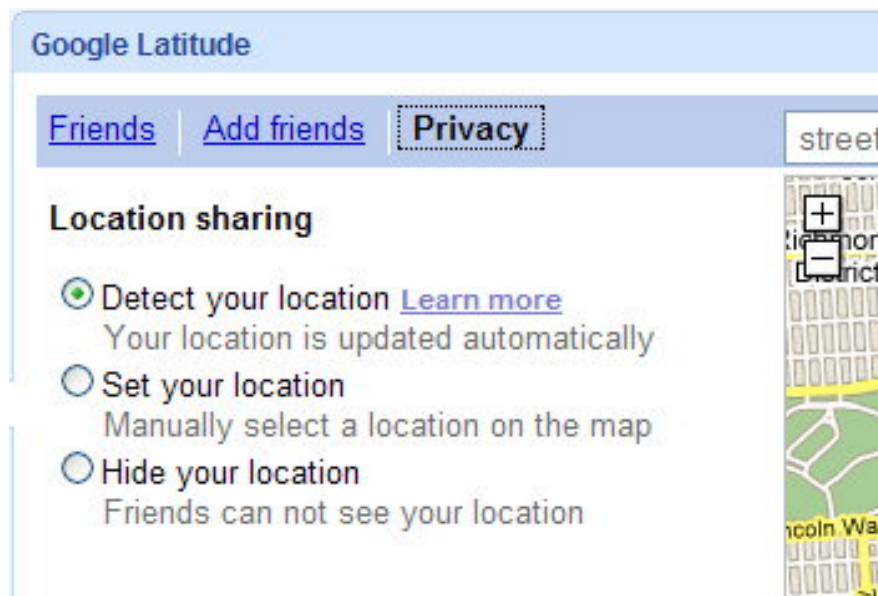 Google Latitude
Friends Add friends Privacy
street
Location sharing
Detect your location Learn more
Your location is updated automatically
Set your location
Manually select a location on the map
Hide your location
Friends can not see your location